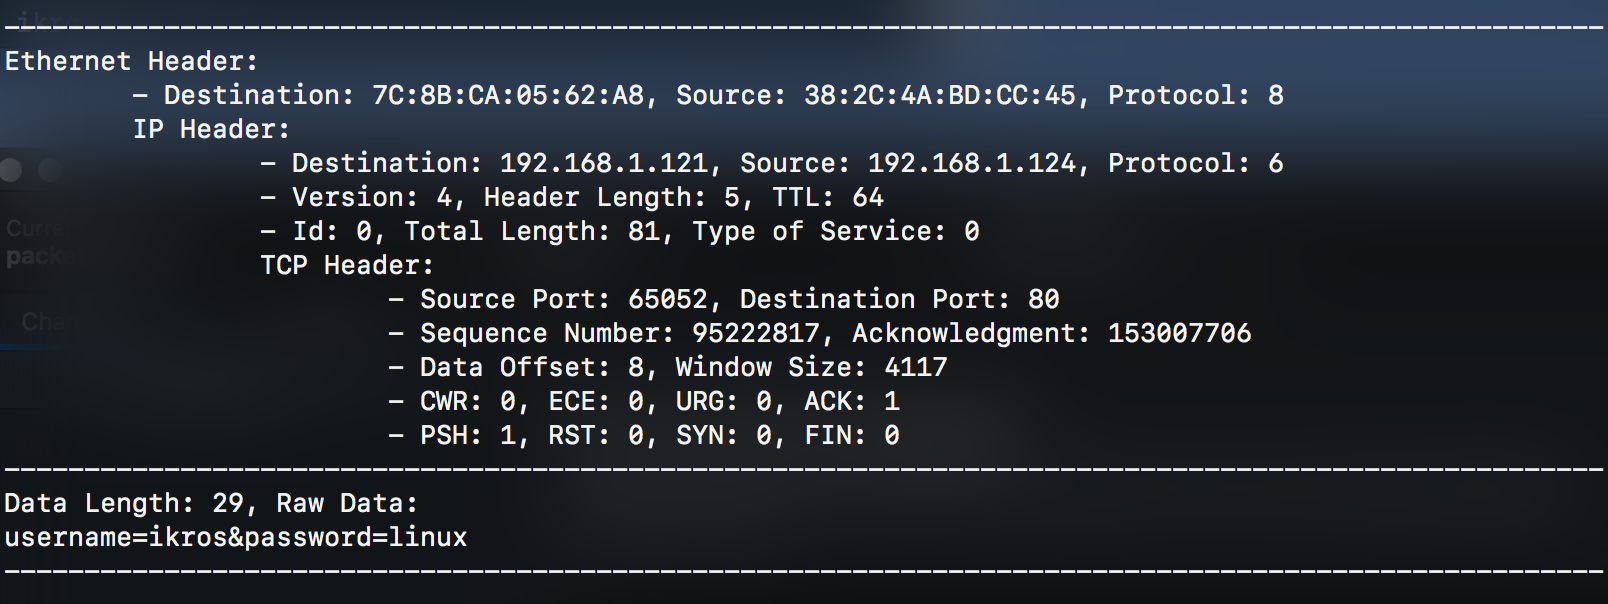 --------------------------------------------------------------------------------------------------------
Ethernet Header:
- Destination: 7C:8B:CA:05:62:A8, Source: 38:2C:4A:BD:CC:45, Protocol: 8
IP Header:
- Destination: 192.168.1.121, Source: 192.168.1.124, Protocol: 6
- Version: 4, Header Length: 5, TTL: 64
- Id: 0, Total Length: 81, Type of Service: 0
TCP Header:
- Source Port: 65052, Destination Port: 80
- Sequence Number: 95222817, Acknowledgment: 153007706
- Data Offset: 8, Window Size: 4117
- CWR: 0, ECE: 0, URG: 0, ACK: 1
- PSH: 1, RST: 0, SYN: 0, FIN: 0
--------------------------------------------------------------------------------------------------------
Data Length: 29, Raw Data:
username=ikros&password=linux
--------------------------------------------------------------------------------------------------------